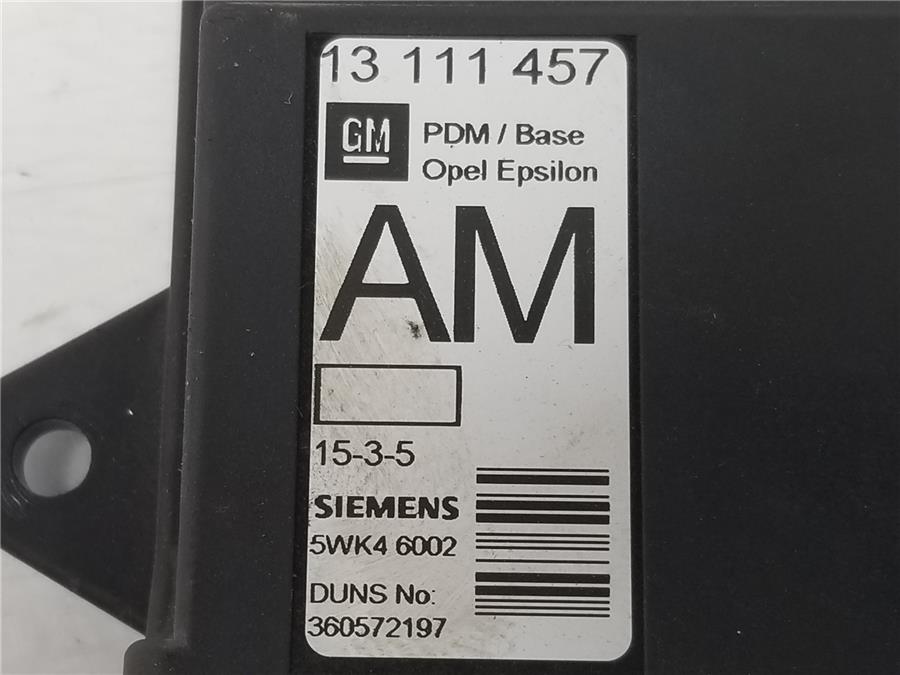 13 111 457
GM
PDM / Base
Opel Epsilon
AM
15-3-5
SIEMENS
5WK4 6002
DUNS No:
360572197